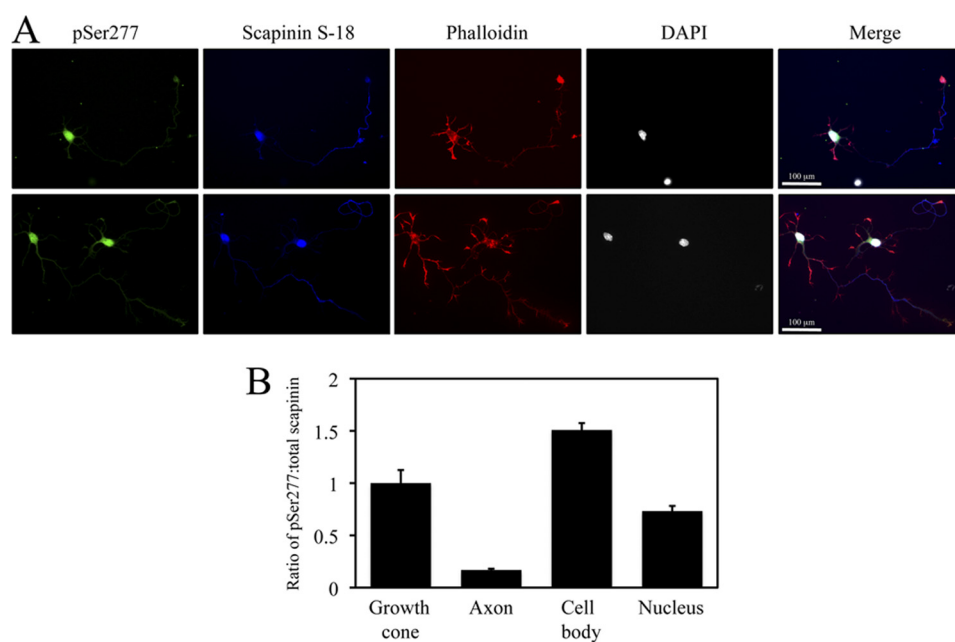 A
pSer277 Scapinin S-18 Phalloidin DAPI Merge
100 μm
100 μm
B
Ratio of pSer277:total scapinin
2
1.5
1
0.5
0
Growth cone Axon Cell body Nucleus